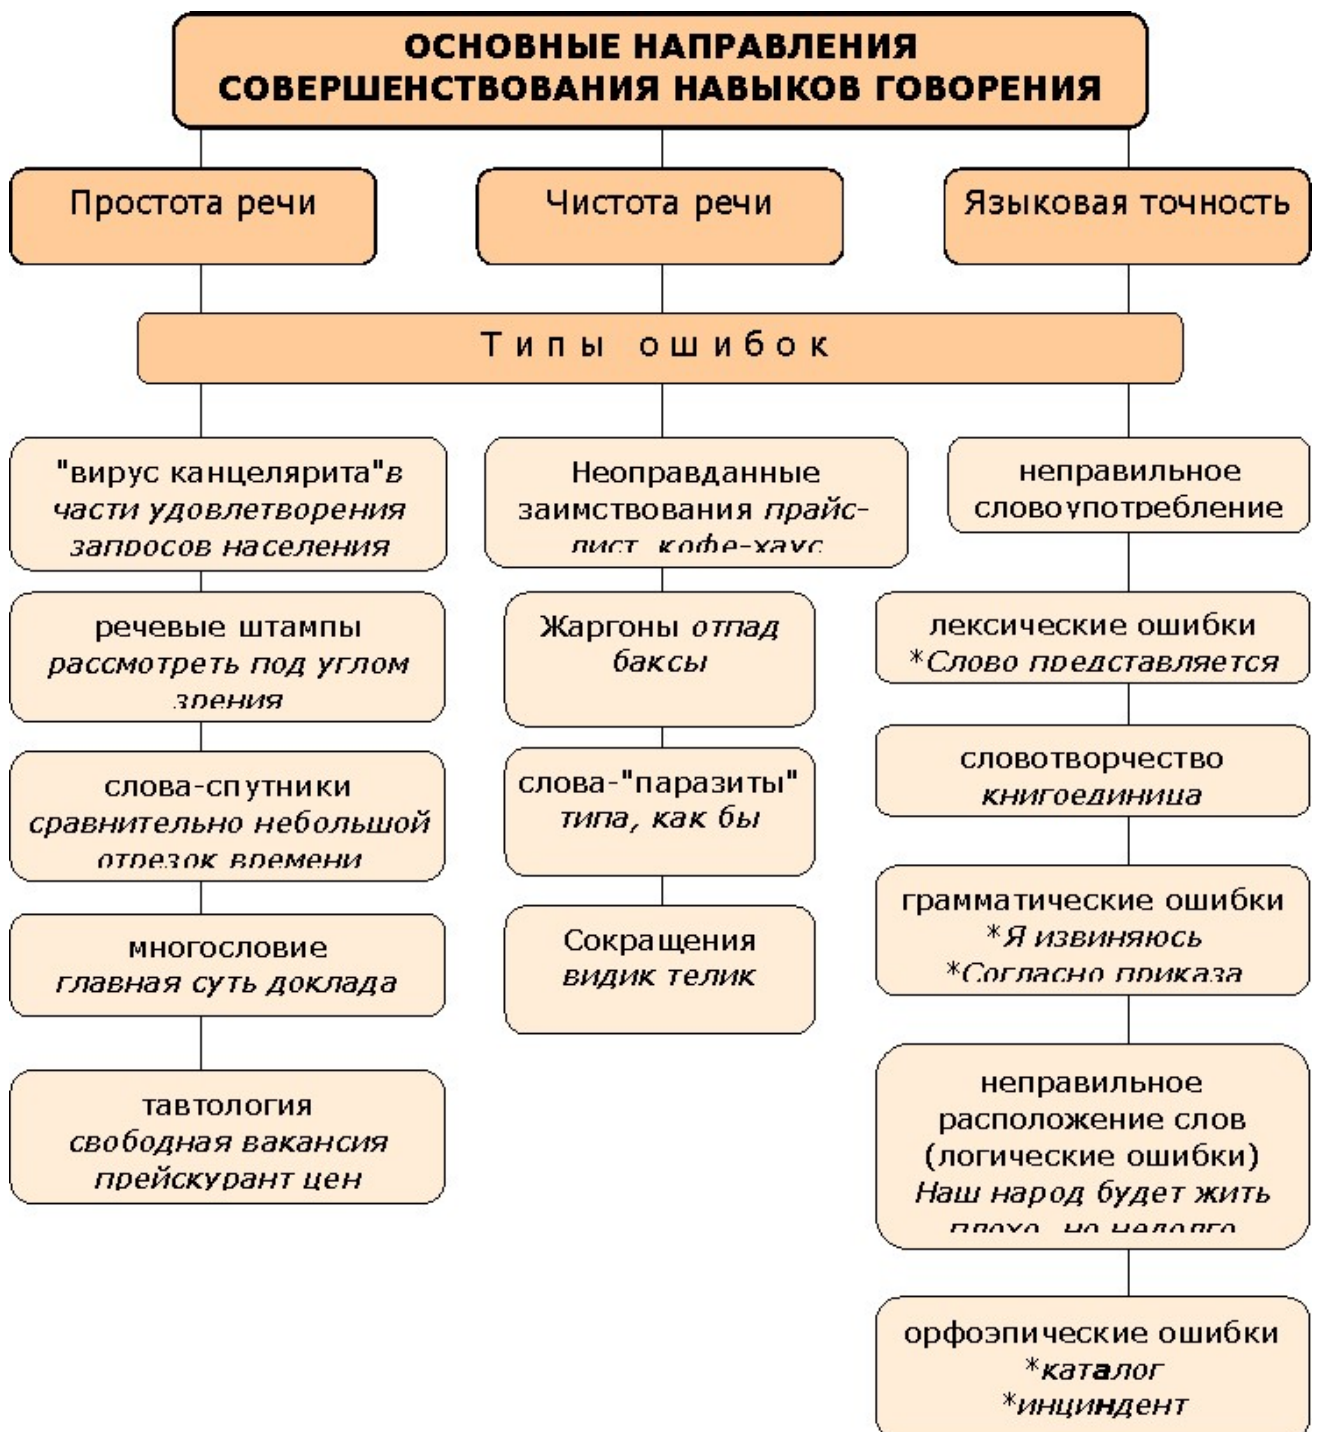 ОСНОВНЫЕ НАПРАВЛЕНИЯ
СОВЕРШЕНСТВОВАНИЯ НАВЫКОВ ГОВОРЕНИЯ
Простота речи
Чистота речи
Языковая точность
Типы ошибок
"вирус канцелярита"в
части удовлетворения
запросов населения
речевые штампы
рассмотреть под углом
зрения
слова-спутники
сравнительно небольшой
отрезок времени
многословие
главная суть доклада
тавтология
свободная вакансия
прейскурант цен
Неоправданные
заимствования прайс-
лист, кофе-хаус
Жаргоны отпад
баксы
слова-"паразиты"
типа, как бы
Сокращения
видик телик
неправильное
словоупотребление
лексические ошибки
*Слово представляется
словотворчество
книгоединица
грамматические ошибки
*Я извиняюсь
*Согласно приказа
неправильное
расположение слов
(логические ошибки)
Наш народ будет жить
плохо, но недолго
орфоэпические ошибки
*каталог
*инциндент